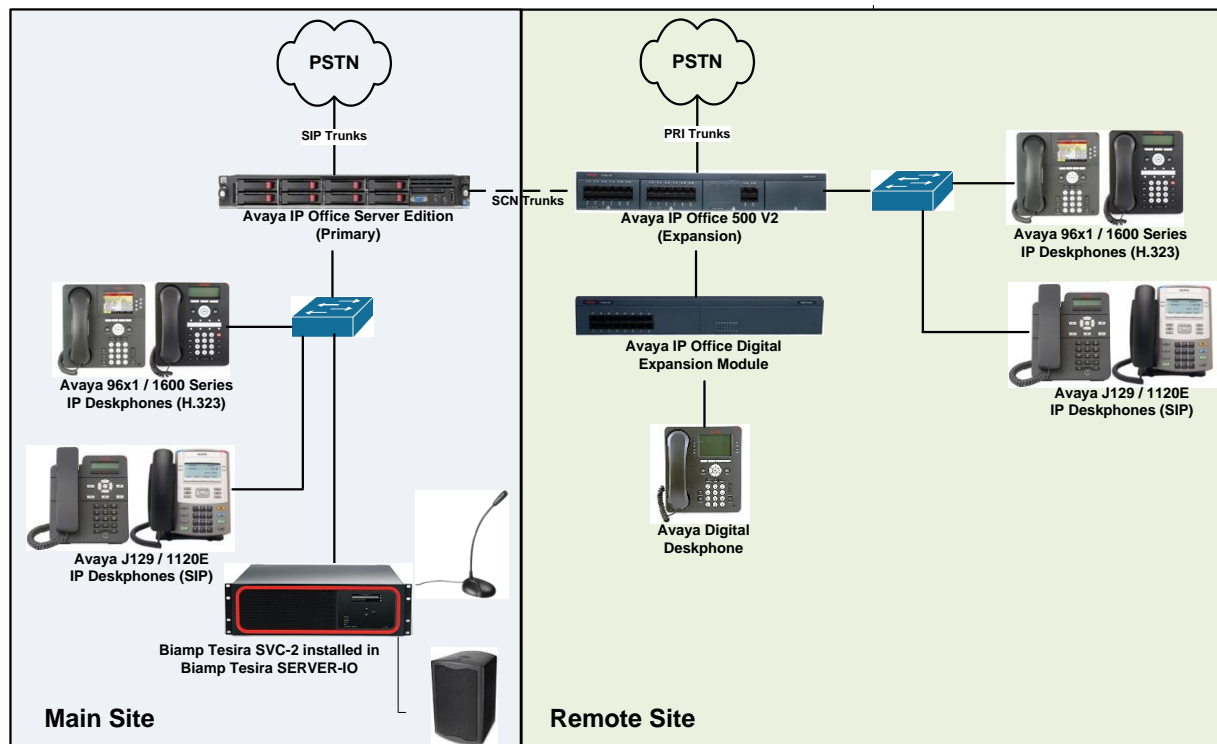 PSTN
SIP Trunks
Avaya IP Office Server Edition
(Primary)
SCN Trunks
Avaya 96x1 / 1600 Series
IP Deskphones (H.323)
Avaya J129 / 1120E
IP Deskphones (SIP)
Biamp Tesira SVC-2 installed in
Biamp Tesira SERVER-IO
Main Site
PSTN
PRI Trunks
Avaya IP Office 500 V2
(Expansion)
Avaya IP Office Digital
Expansion Module
Avaya Digital
Deskphone
Avaya 96x1 / 1600 Series
IP Deskphones (H.323)
Avaya J129 / 1120E
IP Deskphones (SIP)
Remote Site